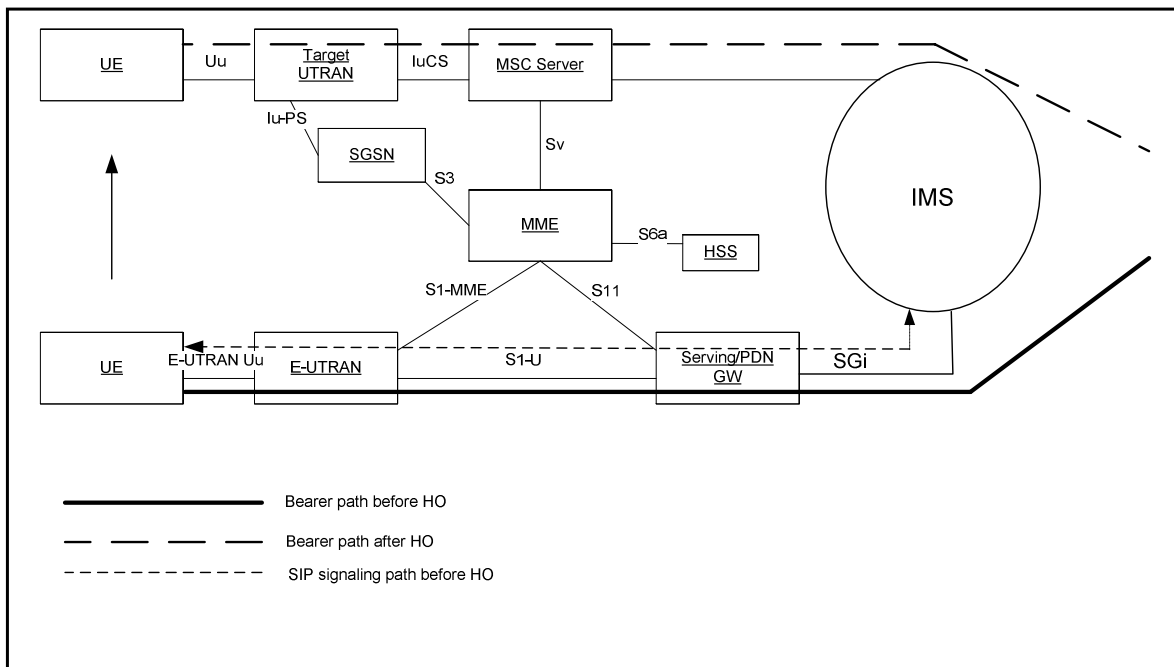 UE
Uu
Target
UTRAN
IuCS
MSC Server
Iu-PS
SGSN
S3
Sv
MME
S6a
HSS
IMS
S1-MME
S11
UE
E-UTRAN Uu
E-UTRAN
S1-U
Serving/PDN
GW
SGi
Bearer path before HO
Bearer path after HO
SIP signaling path before HO